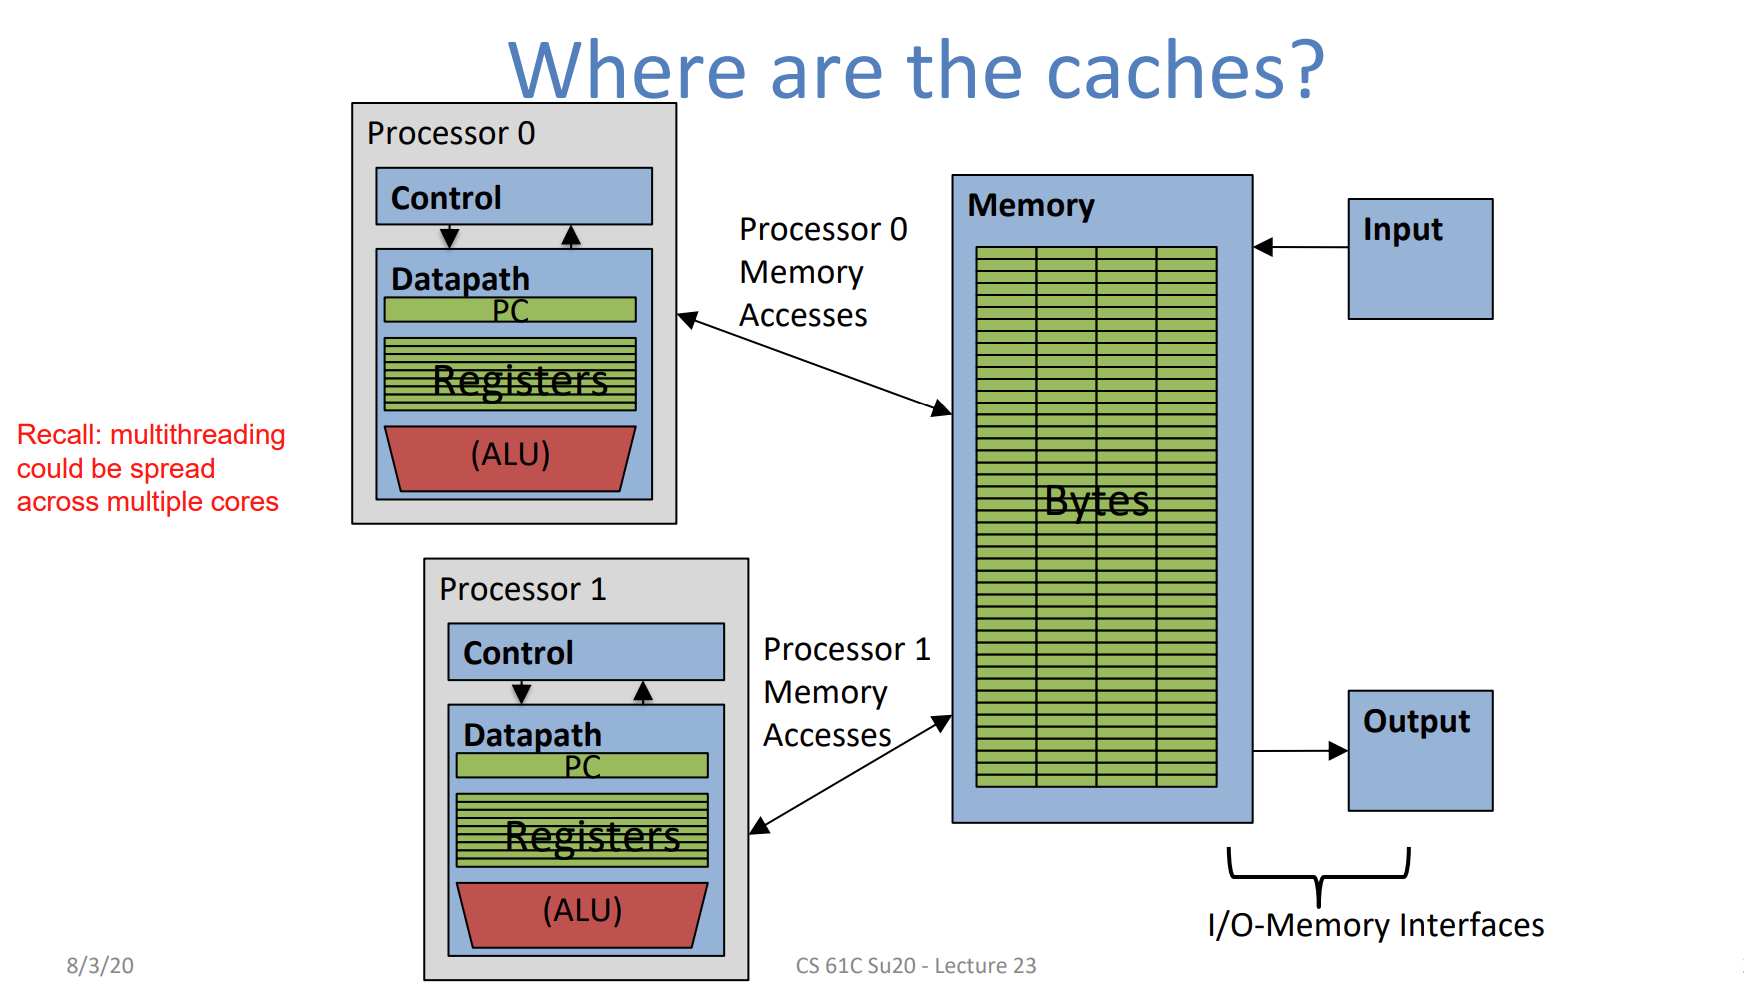 Where are the caches?
Processor 0
Control
Datapath
PC
Registers
(ALU)
Processor 0
Memory
Accesses
Memory
Bytes
Input
Recall: multithreading
could be spread
across multiple cores
Processor 1
Control
Datapath
PC
Registers
(ALU)
Processor 1
Memory
Accesses
Output
I/O-Memory Interfaces
8/3/20
CS 61C Su20 - Lecture 23